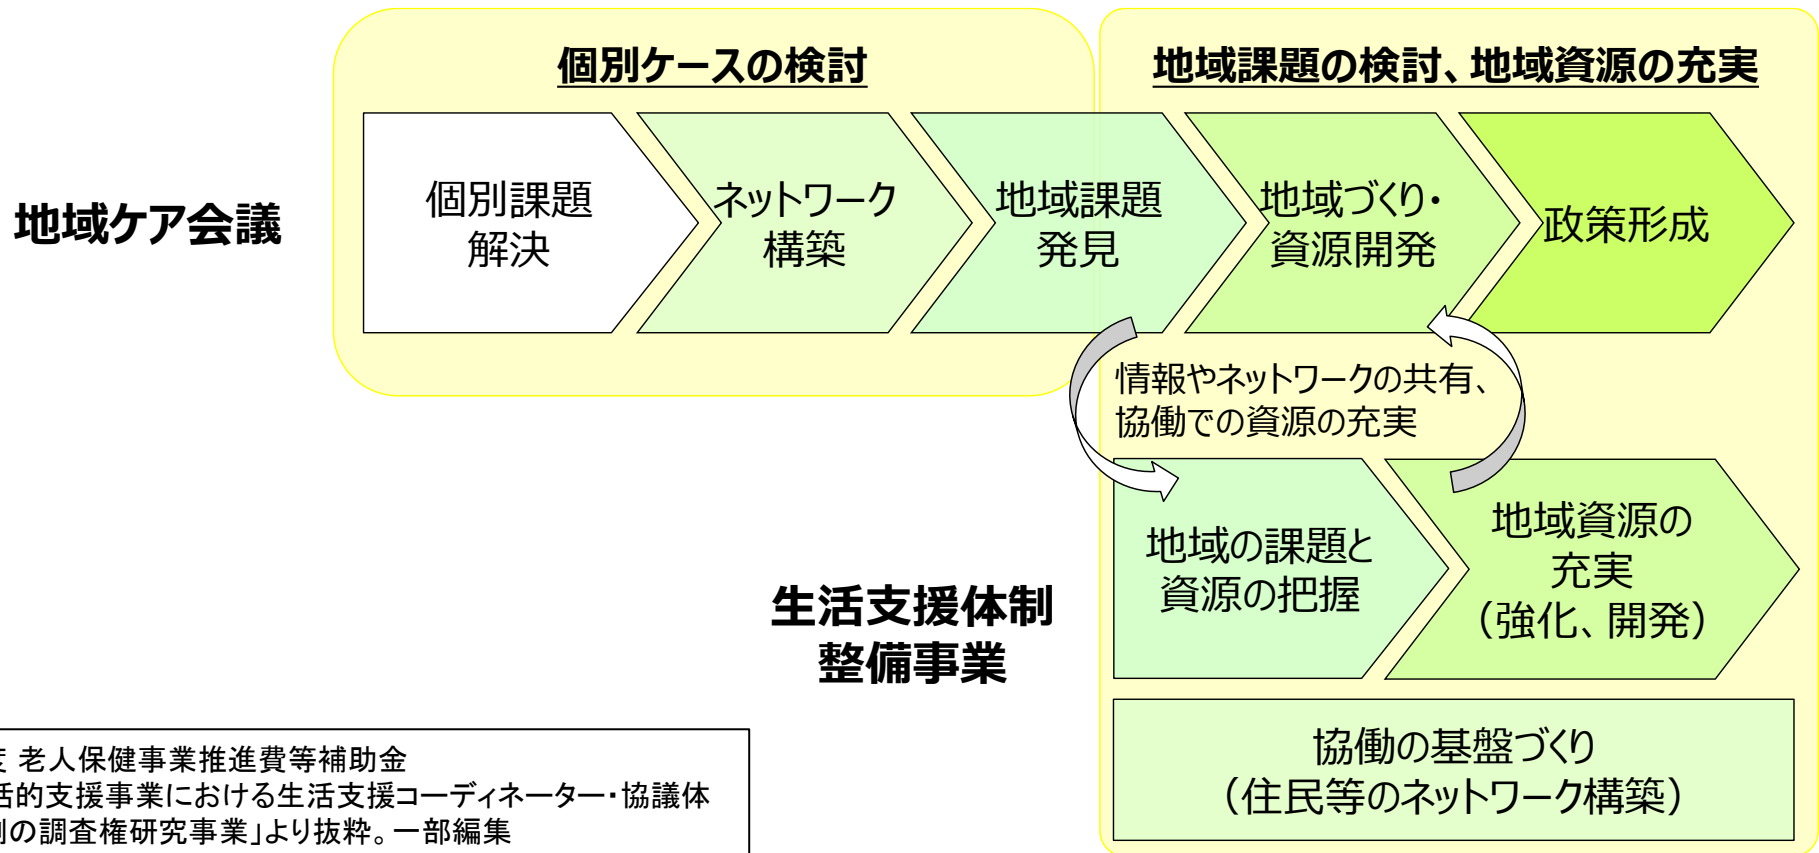 個別ケースの検討
地域課題の検討、地域資源の充実
地域ケア会議
個別課題
解決
ネットワーク
構築
地域課題
発見
地域づくり・
資源開発
政策形成
情報やネットワークの共有、
協働での資源の充実
生活支援体制
整備事業
地域の課題と
資源の把握
地域資源の
充実
（強化、開発）
協働の基盤づくり
（住民等のネットワーク構築）
老人保健事業推進費等補助金
的支援事業における生活支援コーディネーター・協議体
の調査権研究事業」より抜粋。一部編集